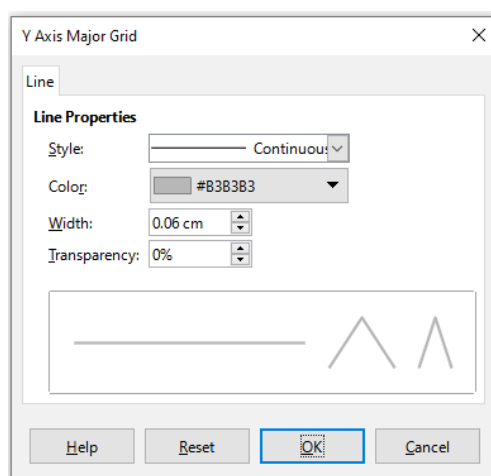 Y Axis Major Grid
Line
Line Properties
Style: Continuous
Color: #B3B3B3
Width: 0.06 cm
Transparency: 0%
Help Reset OK Cancel